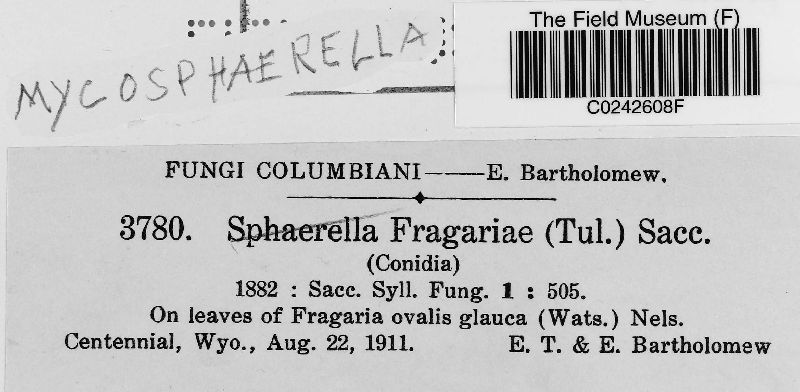 The Field Museum (F)
C0242608F
MYCOSPHAERELLA
FUNGI COLUMBIANI——E. Bartholomew.
3780. Sphaerella Fragariae (Tul.) Sacc.
(Conidia)
1882 : Sacc. Syll. Fung. 1 : 505.
On leaves of Fragaria ovalis glauca (Wats.) Nels.
Centennial, Wyo., Aug. 22, 1911. E. T. & E. Bartholomew